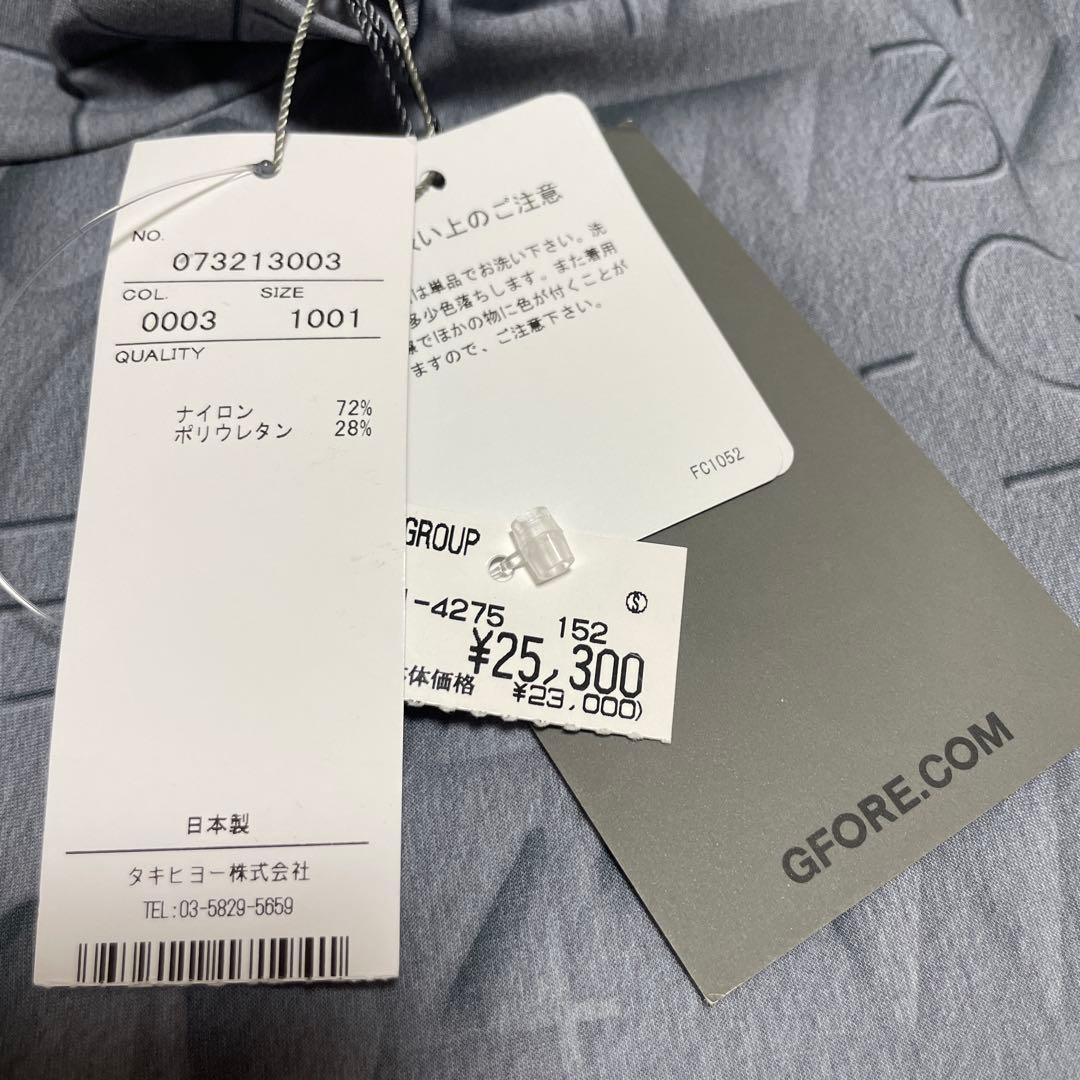 NO.
073213003
COL. SIZE
0003 1001
QUALITY
ナイロン 72%
ポリウレタン 28%
日本製
タキヒヨー株式会社
TEL:03-5829-5659
い上のご注意
は単品でお洗い下さい。洗
多少色落ちします。また着用
でほかの物に色が付くことが
ますので、ご注意下さい。
FC1052
GROUP
-4275 152 Ⓢ
¥25,300
体価格 ¥23,000)
GFORE.COM